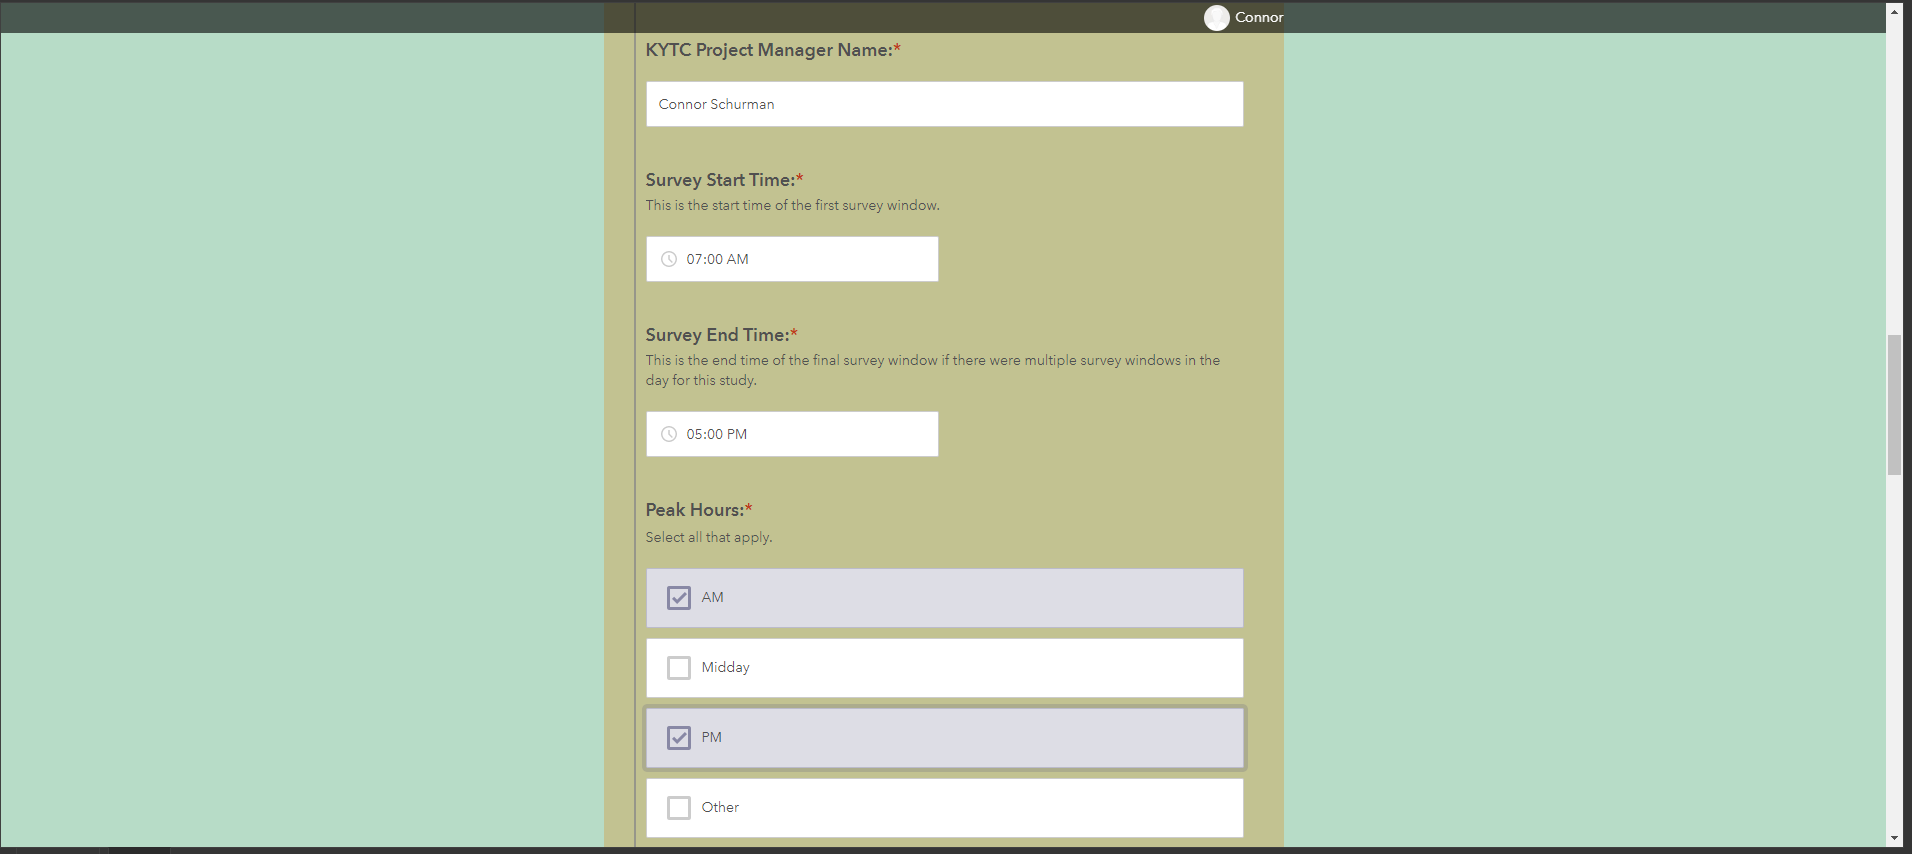 Connor
KYTC Project Manager Name:*
Connor Schurman
Survey Start Time:*
This is the start time of the first survey window.
07:00 AM
Survey End Time:*
This is the end time of the final survey window if there were multiple survey windows in the
day for this study.
05:00 PM
Peak Hours:*
Select all that apply.
AM
Midday
PM
Other